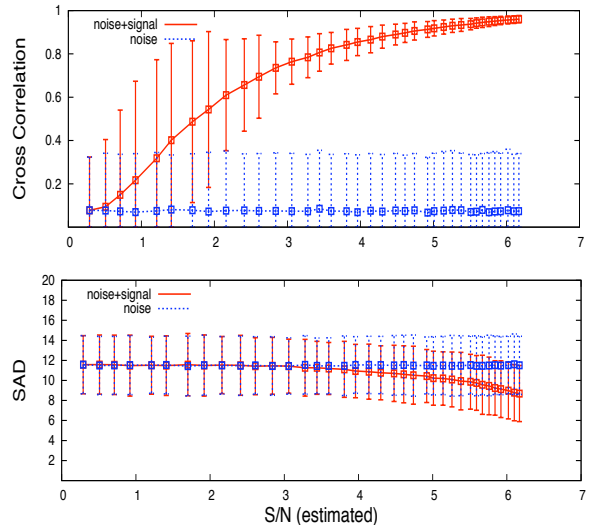 1
0.8
0.6
0.4
0.2
Cross Correlation
noise+signal
noise
0 1 2 3 4 5 6 7
20
18
16
14
12
10
8
6
4
2
SAD
noise+signal
noise
0 1 2 3 4 5 6 7
S/N (estimated)